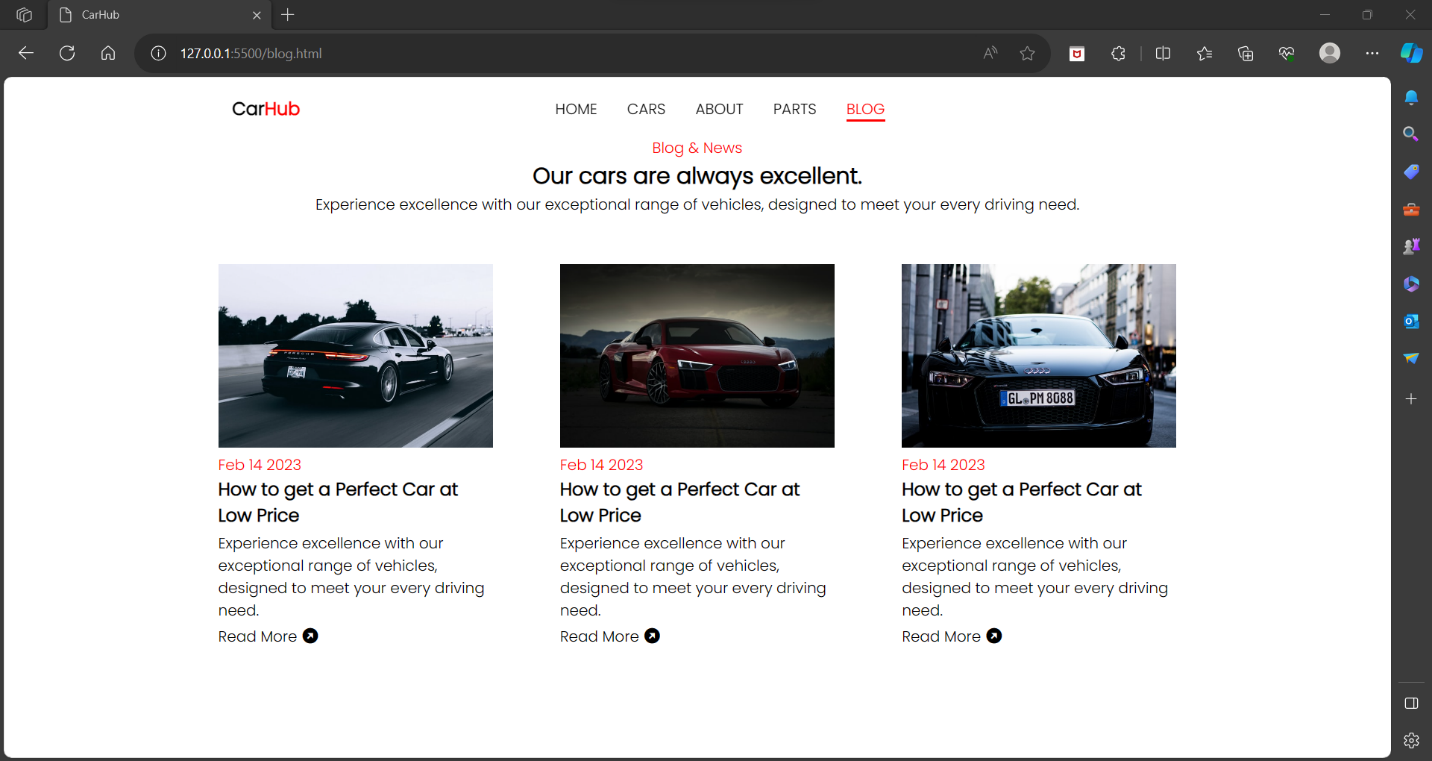 CarHub
127.0.0.1:5500/blog.html
CarHub
HOME CARS ABOUT PARTS BLOG
Blog & News
Our cars are always excellent.
Experience excellence with our exceptional range of vehicles, designed to meet your every driving need.
PORSCHE
GL PM 8088
Feb 14 2023
How to get a Perfect Car at
Low Price
Experience excellence with our
exceptional range of vehicles,
designed to meet your every driving
need.
Read More
Feb 14 2023
How to get a Perfect Car at
Low Price
Experience excellence with our
exceptional range of vehicles,
designed to meet your every driving
need.
Read More
Feb 14 2023
How to get a Perfect Car at
Low Price
Experience excellence with our
exceptional range of vehicles,
designed to meet your every driving
need.
Read More